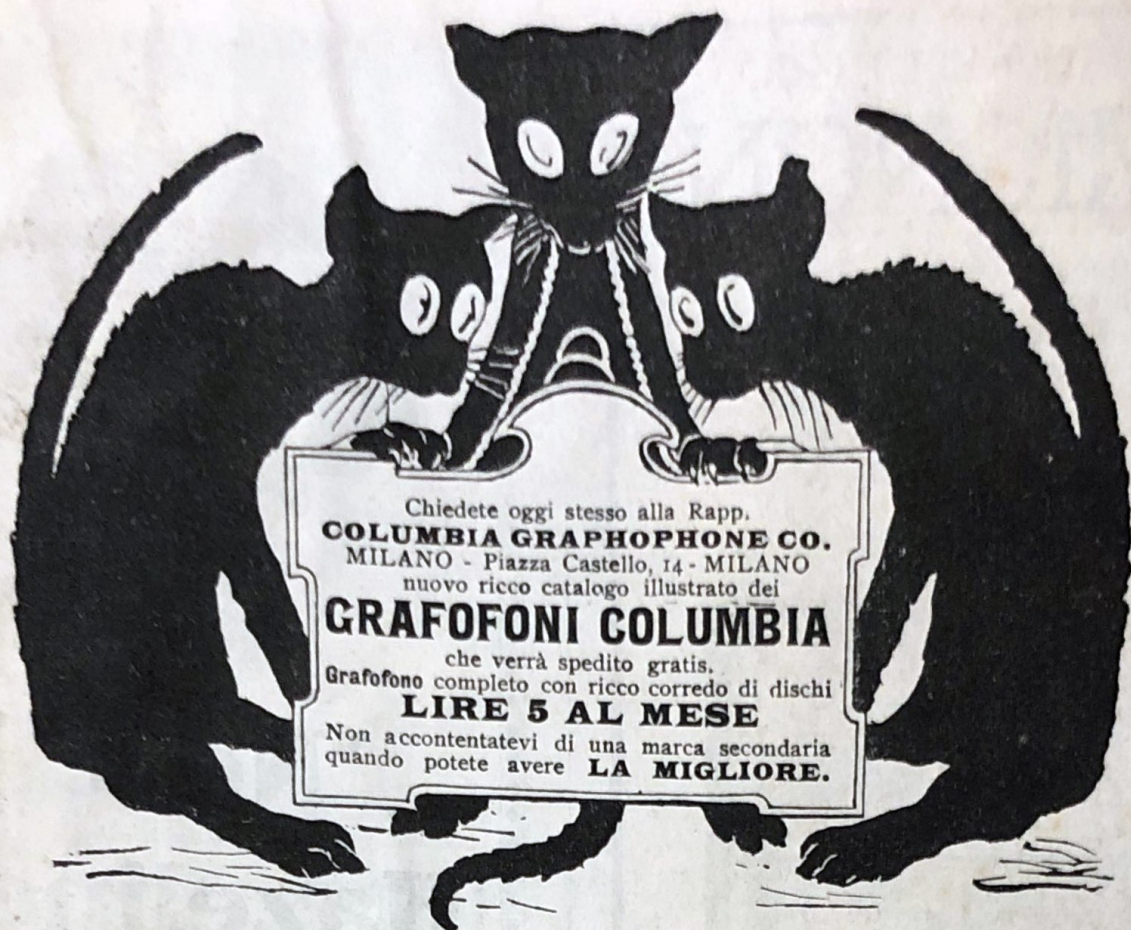 Chiedete oggi stesso alla Rapp.
COLUMBIA GRAPHOPHONE CO.
MILANO - Piazza Castello, 14 - MILANO
nuovo ricco catalogo illustrato dei
GRAFOFONI COLUMBIA
che verrà spedito gratis.
Grafofono completo con ricco corredo di dischi
LIRE 5 AL MESE
Non accontentatevi di una marca secondaria
quando potete avere LA MIGLIORE.